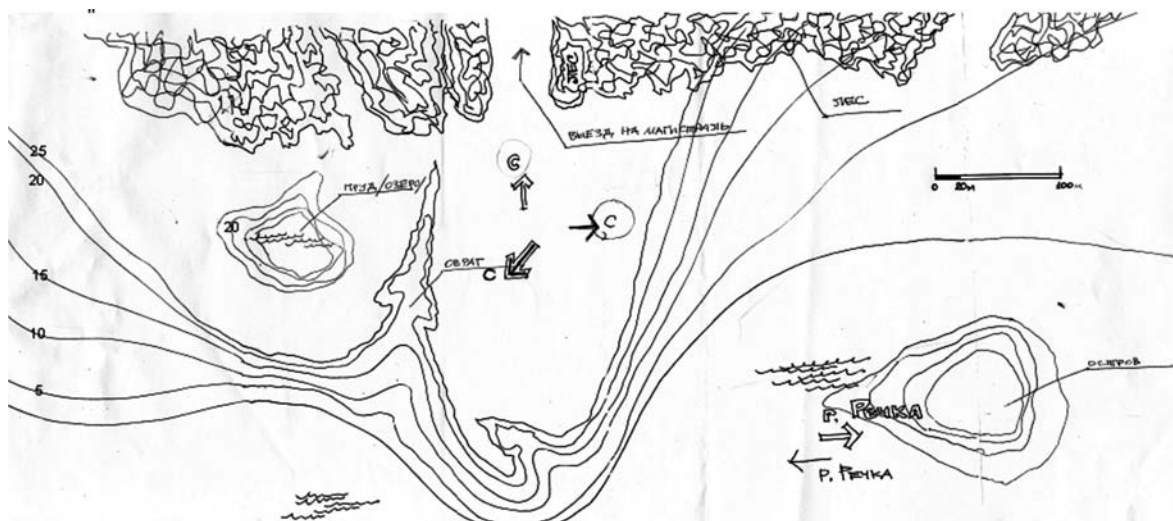 ЛЕС
ВЫЕЗД НА МАГИСТРАЛЬ
ЛЕС
25
20
С
0 20м 100м
ПРУД/ОЗЕРО
20
С
ОВРАГ
С
15
10
5
ОСТРОВ
Р. РЕЧКА
Р. РЕЧКА